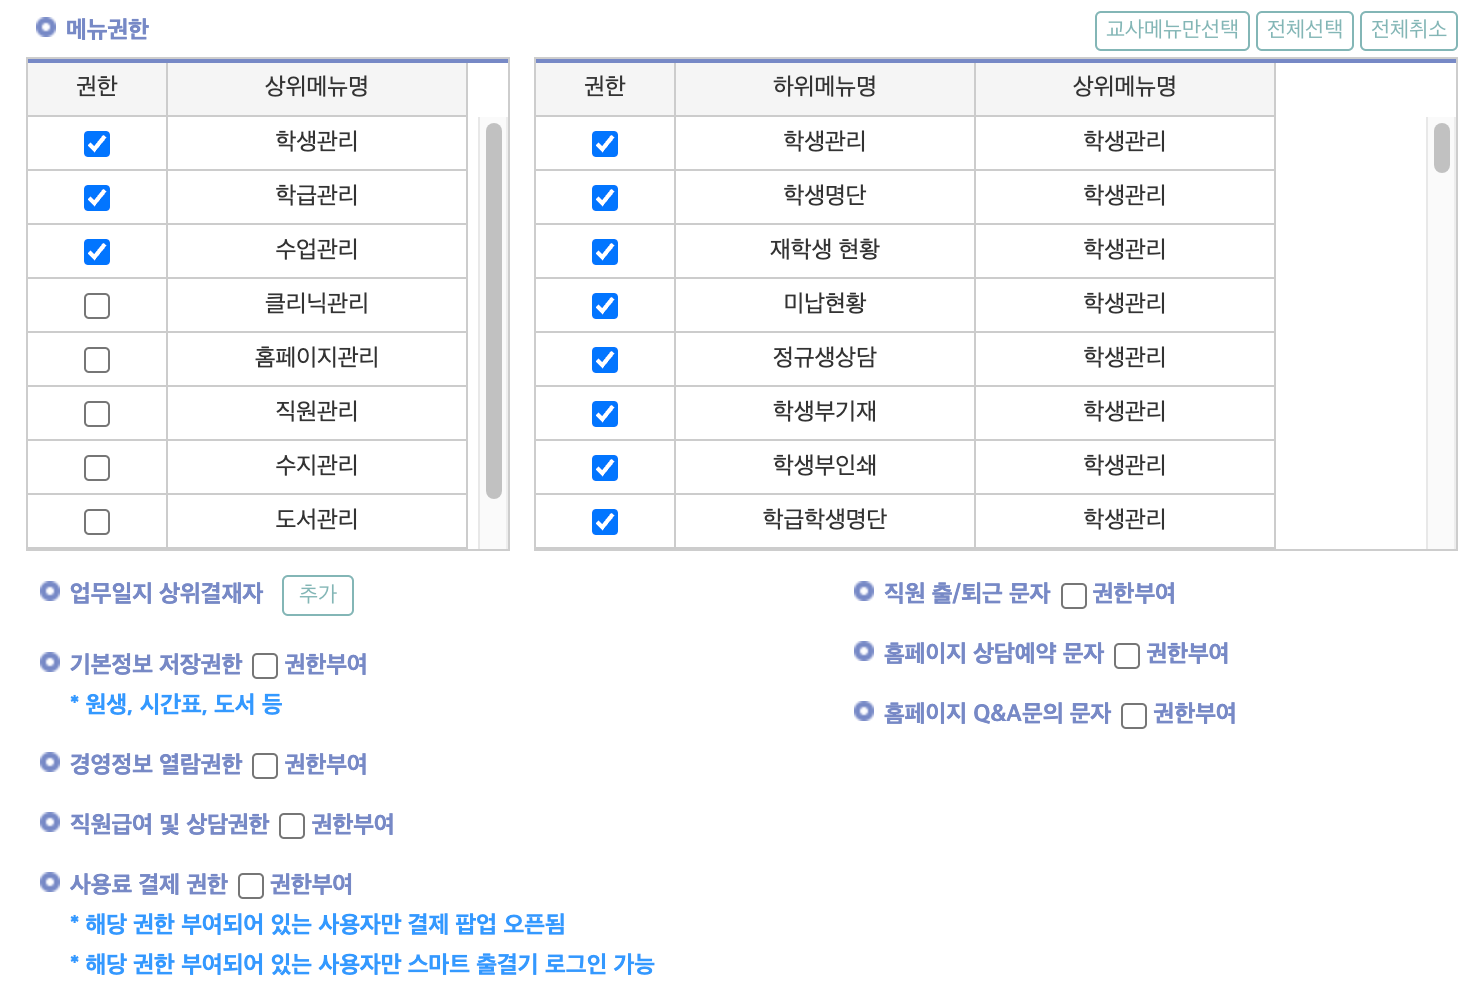 메뉴권한
교사메뉴만선택 전체선택 전체취소
권한 상위메뉴명
학생관리
학급관리
수업관리
클리닉관리
홈페이지관리
직원관리
수지관리
도서관리
권한 하위메뉴명 상위메뉴명
학생관리 학생관리
학생명단 학생관리
재학생 현황 학생관리
미납현황 학생관리
정규생상담 학생관리
학생부기재 학생관리
학생부인쇄 학생관리
학급학생명단 학생관리
업무일지 상위결재자 추가
기본정보 저장권한 권한부여
* 원생, 시간표, 도서 등
경영정보 열람권한 권한부여
직원급여 및 상담권한 권한부여
사용료 결제 권한 권한부여
* 해당 권한 부여되어 있는 사용자만 결제 팝업 오픈됨
* 해당 권한 부여되어 있는 사용자만 스마트 출결기 로그인 가능
직원 출/퇴근 문자 권한부여
홈페이지 상담예약 문자 권한부여
홈페이지 Q&A문의 문자 권한부여